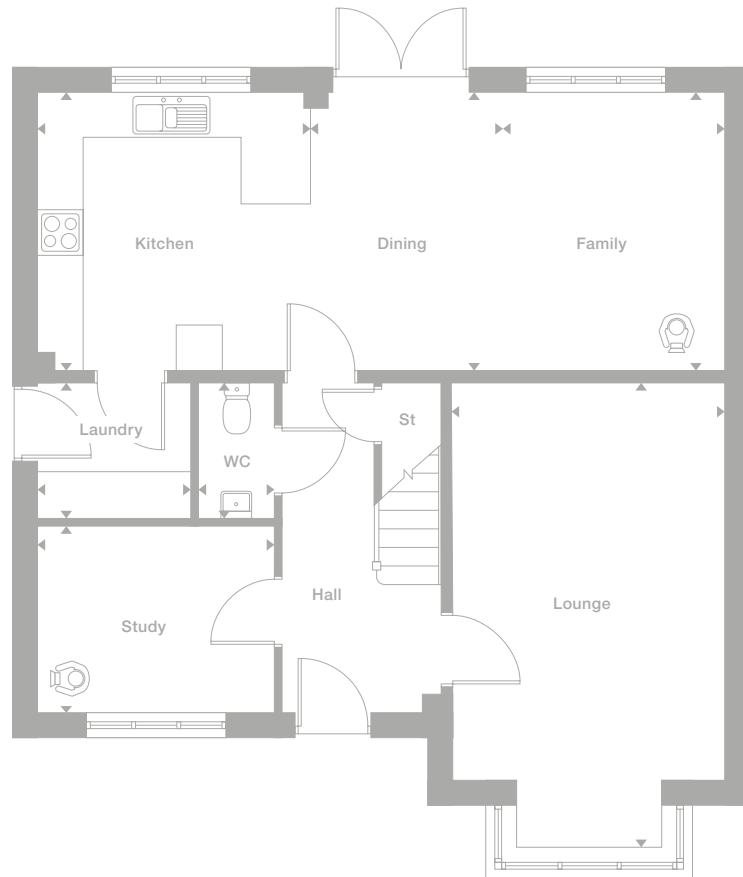 Kitchen
Dining
Family
Laundry
WC
St
Hall
Study
Lounge